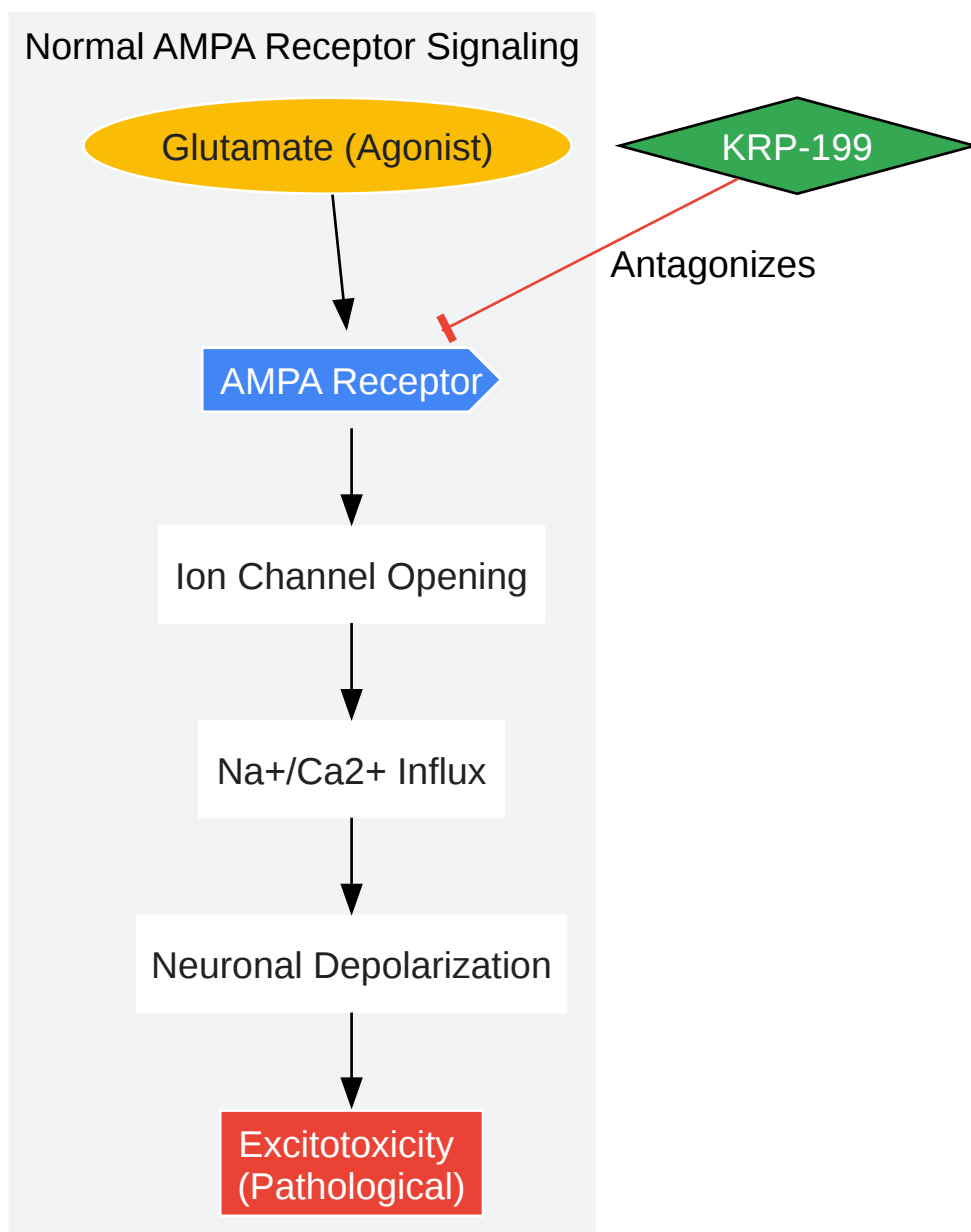 Normal AMPA Receptor Signaling
Glutamate (Agonist)
KRP-199
Antagonizes
AMPA Receptor
Ion Channel Opening
Na+/Ca2+ Influx
Neuronal Depolarization
Excitotoxicity
(Pathological)